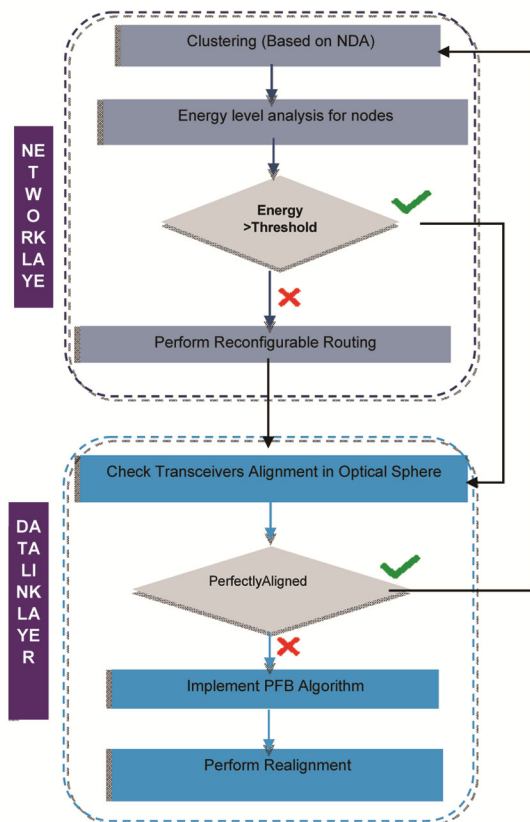 Clustering (Based on NDA)
Energy level analysis for nodes
NE
T
WO
RK
LA
YE
Energy
>Threshold
Perform Reconfigurable Routing
Check Transceivers Alignment in Optical Sphere
DA
TA
LI
NK
LA
YE
R
PerfectlyAligned
Implement PFB Algorithm
Perform Realignment